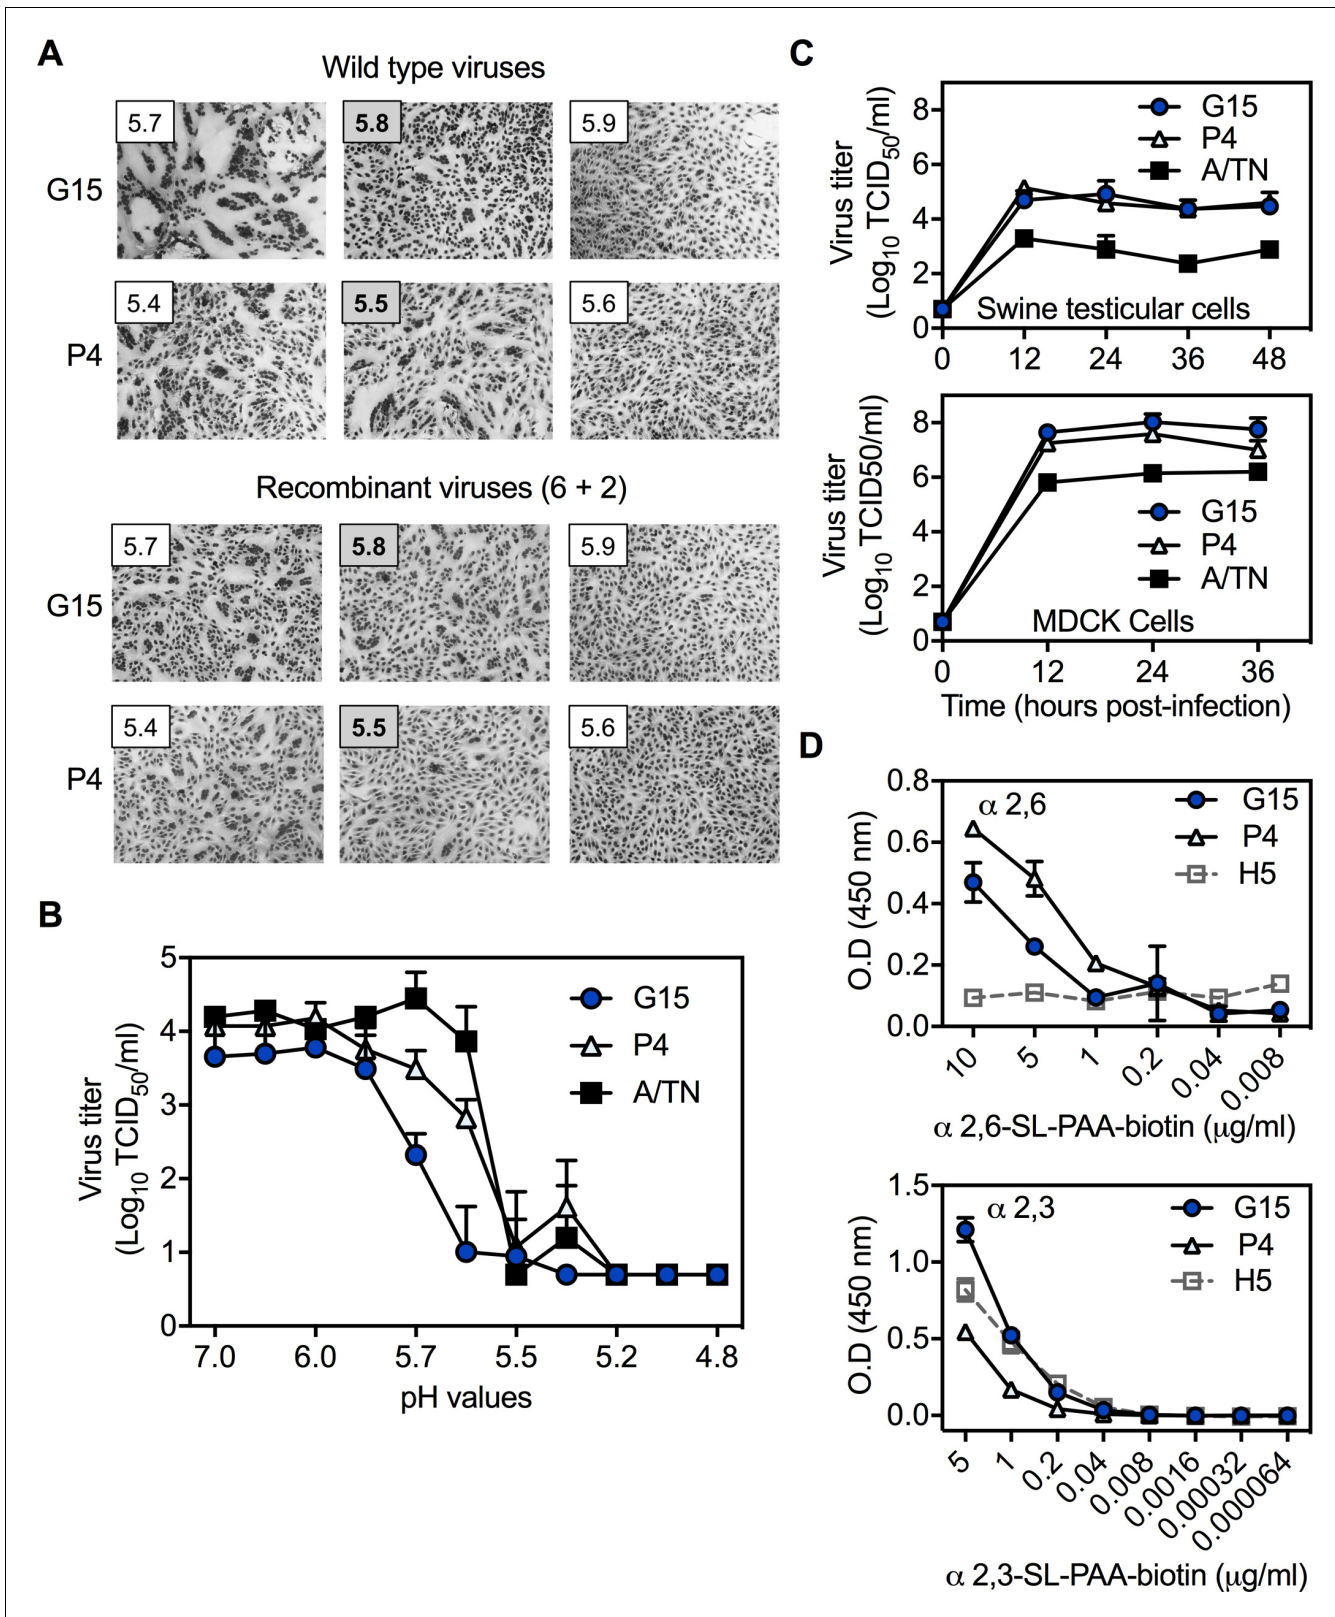 A
Wild type viruses
G15
5.7
5.8
5.9
P4
5.4
5.5
5.6
Recombinant viruses (6 + 2)
G15
5.7
5.8
5.9
P4
5.4
5.5
5.6
B
Virus titer
(Log10 TCID50/ml)
5
4
3
2
1
0
G15
P4
A/TN
7.0 6.0 5.7 5.5 5.2 4.8
pH values
C
Virus titer
(Log10 TCID50/ml)
8
6
4
2
0
G15
P4
A/TN
Swine testicular cells
0 12 24 36 48
Virus titer
(Log10 TCID50/ml)
8
6
4
2
0
G15
P4
A/TN
MDCK Cells
0 12 24 36
Time (hours post-infection)
D
O.D (450 nm)
0.8
0.6
0.4
0.2
0.0
α 2,6
G15
P4
H5
10 5 1 0.2 0.04 0.008
α 2,6-SL-PAA-biotin (μg/ml)
O.D (450 nm)
1.5
1.0
0.5
0.0
α 2,3
G15
P4
H5
5 1 0.2 0.04 0.008 0.0016 0.00032 0.000064
α 2,3-SL-PAA-biotin (μg/ml)